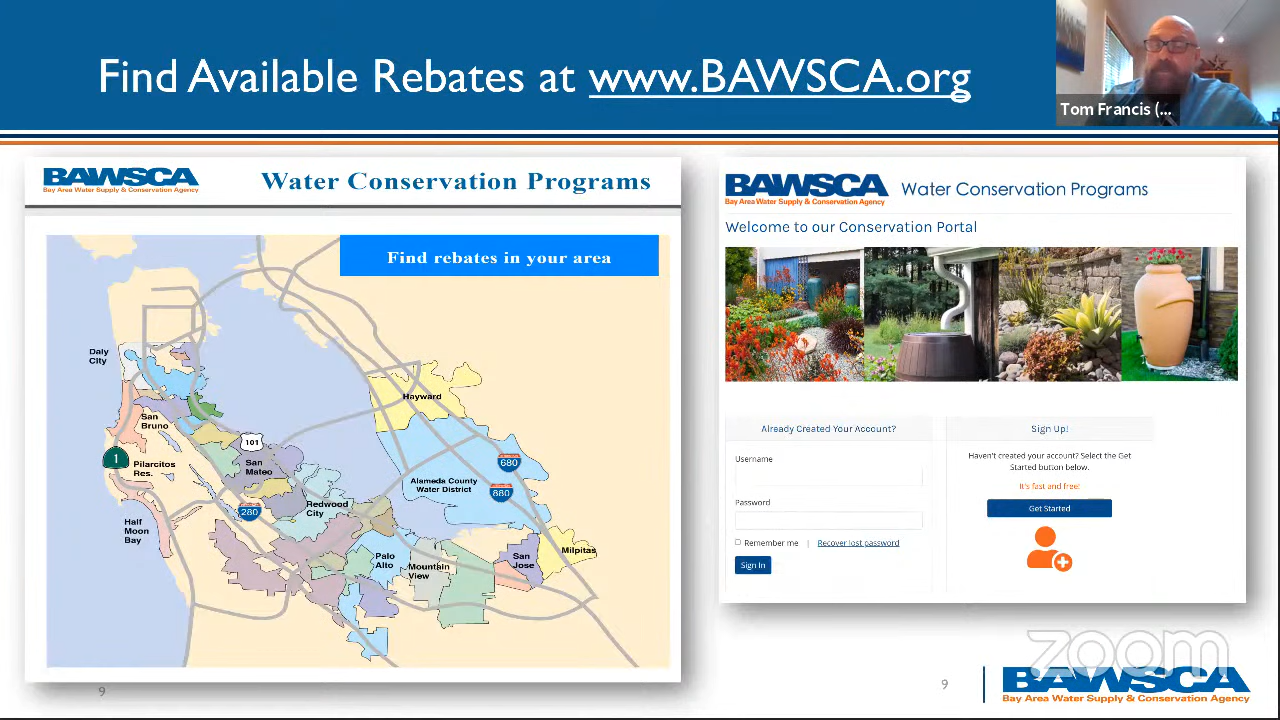 Find Available Rebates at www.BAWSCA.org
Tom Francis (...
BAWSCA
Bay Area Water Supply & Conservation Agency
Water Conservation Programs
Find rebates in your area
Daly
City
Hayward
San
Bruno
101
1
Pilarcitos
Res.
San
Mateo
680
Alameda County
Water District
880
280
Redwood
City
Half
Moon
Bay
Palo
Alto
Mountain
View
San
Jose
Milpitas
9
BAWSCA
Bay Area Water Supply & Conservation Agency
Water Conservation Programs
Welcome to our Conservation Portal
Already Created Your Account?
Username
Password
Remember me | Recover lost password
Sign In
Sign Up!
Haven't created your account? Select the Get
Started button below.
It's fast and free!
Get Started
zoom
9
BAWSCA
Bay Area Water Supply & Conservation Agency